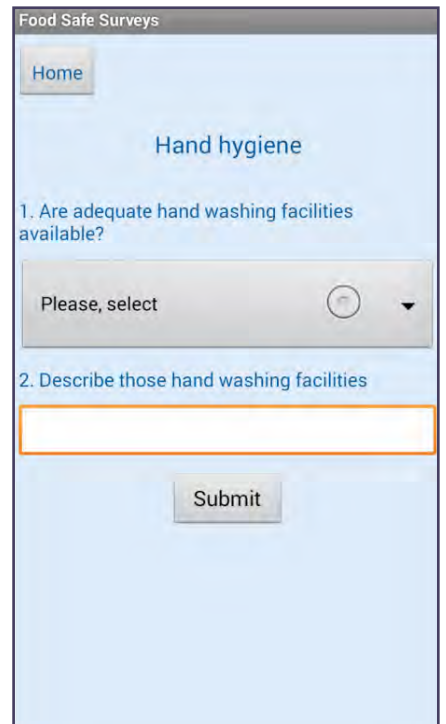 Food Safe Surveys
Home
Hand hygiene
1. Are adequate hand washing facilities
available?
Please, select
2. Describe those hand washing facilities
Submit